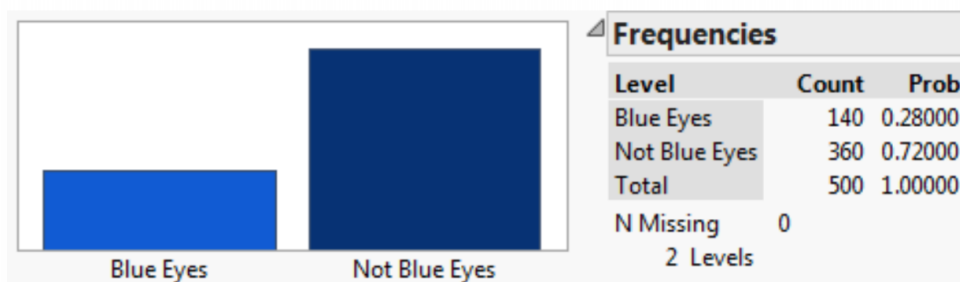 Blue Eyes
Not Blue Eyes
Frequencies
Level Count Prob
Blue Eyes 140 0.28000
Not Blue Eyes 360 0.72000
Total 500 1.00000
N Missing 0
2 Levels